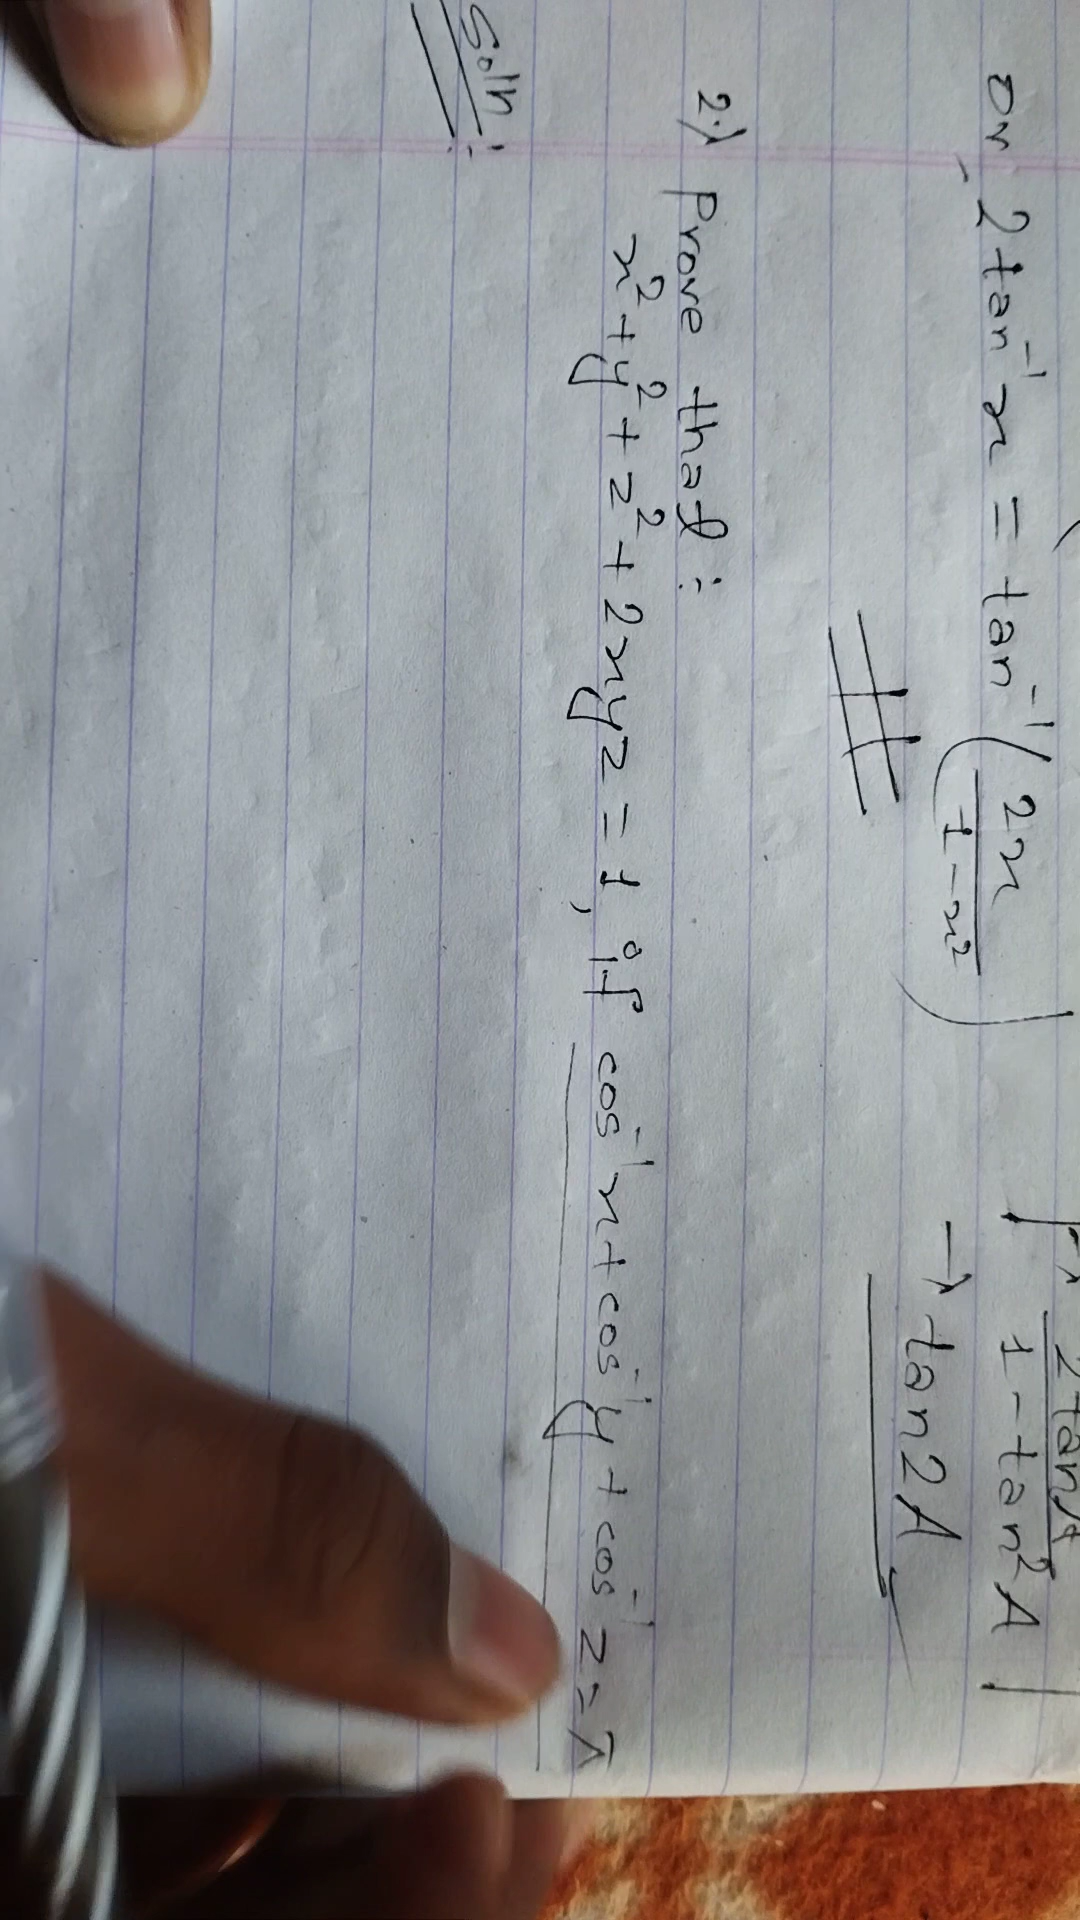 or, 2tan⁻¹x = tan⁻¹(2x/1-x²)
2tanA/1-tan²A
→ tan2A
2.) Prove that:
x²+y²+z²+2xyz = 1, if cos⁻¹x+cos⁻¹y+cos⁻¹z=π
Solⁿ: